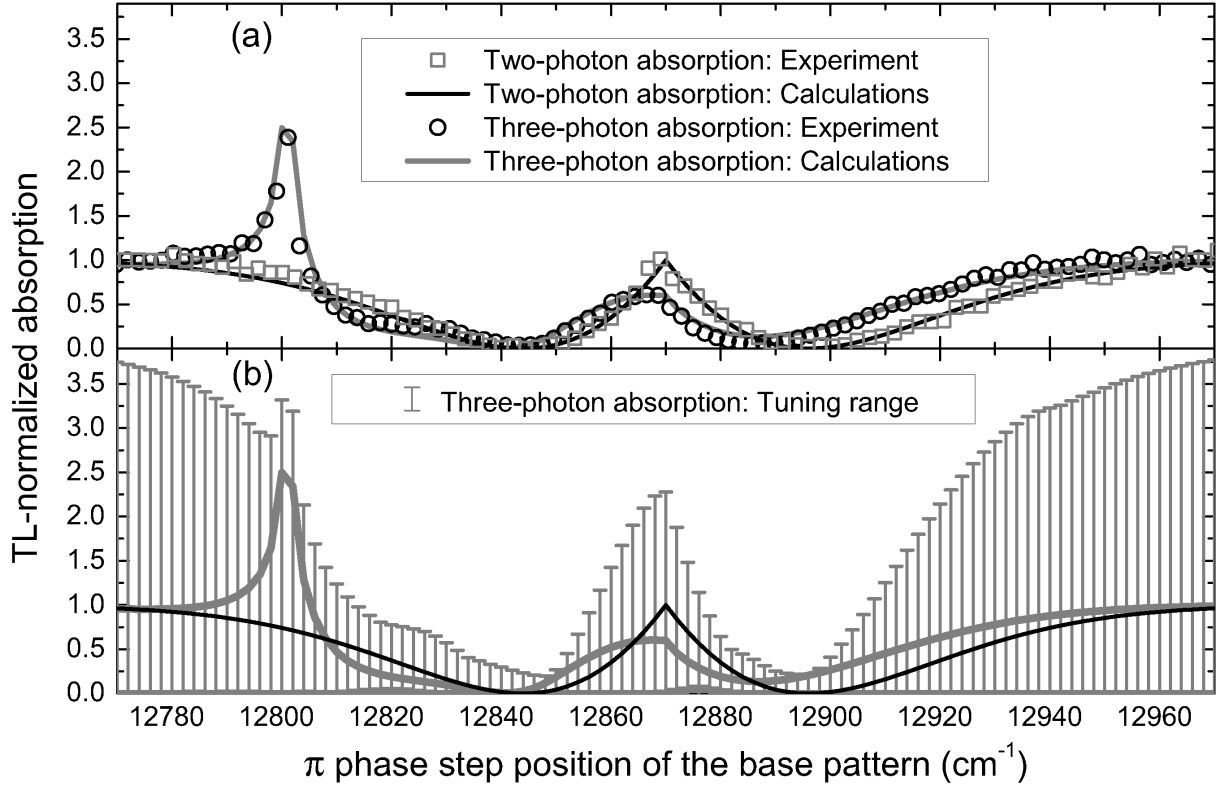 (a)
Two-photon absorption: Experiment
Two-photon absorption: Calculations
Three-photon absorption: Experiment
Three-photon absorption: Calculations
3.5
3.0
2.5
2.0
1.5
1.0
0.5
0.0
TL-normalized absorption
(b)
Three-photon absorption: Tuning range
3.5
3.0
2.5
2.0
1.5
1.0
0.5
0.0
12780 12800 12820 12840 12860 12880 12900 12920 12940 12960
π phase step position of the base pattern (cm⁻¹)